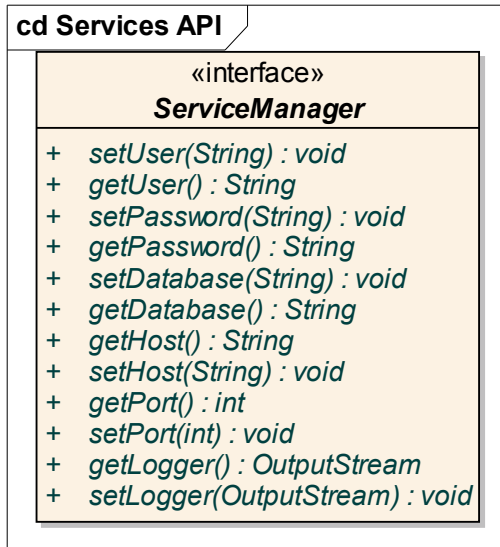 cd Services API
«interface»
ServiceManager
+ setUser(String) : void
+ getUser() : String
+ setPassword(String) : void
+ getPassword() : String
+ setDatabase(String) : void
+ getDatabase() : String
+ getHost() : String
+ setHost(String) : void
+ getPort() : int
+ setPort(int) : void
+ getLogger() : OutputStream
+ setLogger(OutputStream) : void